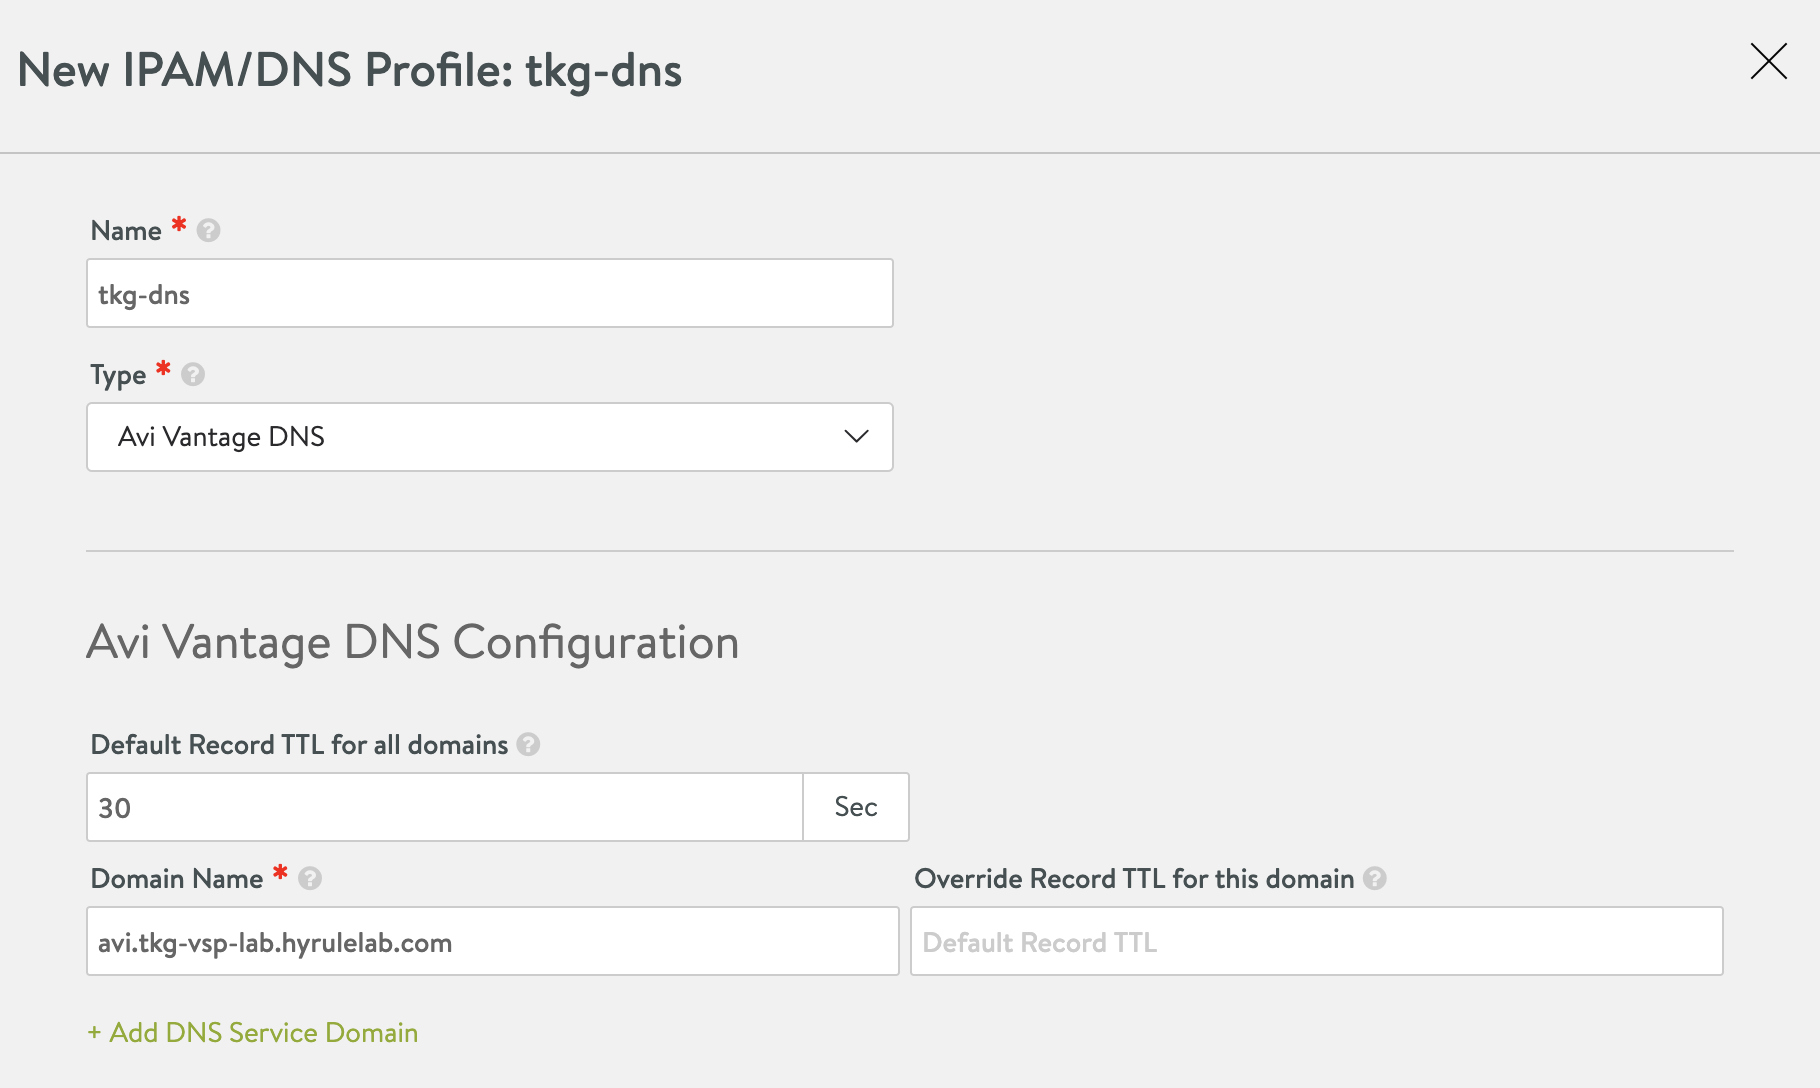 New IPAM/DNS Profile: tkg-dns
Name * ?
tkg-dns
Type * ?
Avi Vantage DNS
Avi Vantage DNS Configuration
Default Record TTL for all domains ?
30 Sec
Domain Name * ? Override Record TTL for this domain ?
avi.tkg-vsp-lab.hyrulelab.com Default Record TTL
+ Add DNS Service Domain